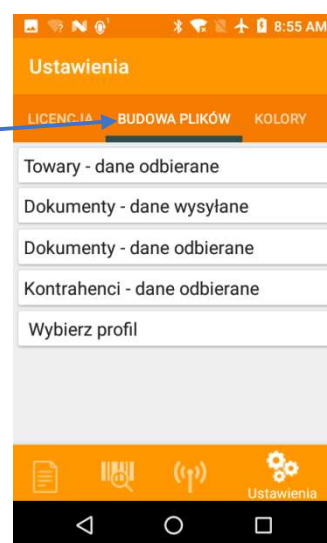 8:55 AM
Ustawienia
LICENCJA BUDOWA PLIKÓW KOLORY
Towary - dane odbierane
Dokumenty - dane wysyłane
Dokumenty - dane odbierane
Kontrahenci - dane odbierane
Wybierz profil
Ustawienia